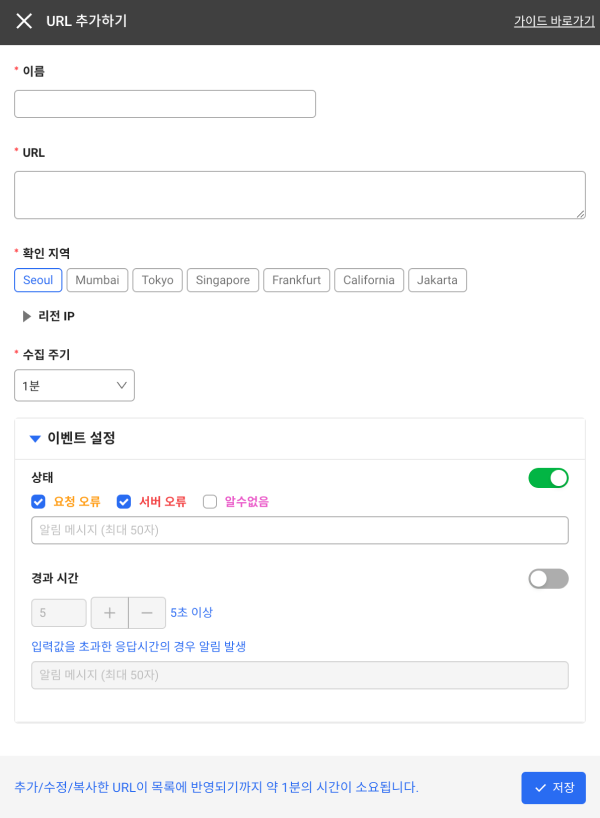 URL 추가하기 가이드 바로가기
* 이름
* URL
* 확인 지역
Seoul Mumbai Tokyo Singapore Frankfurt California Jakarta
리전 IP
* 수집 주기
1분
이벤트 설정
상태
요청 오류 서버 오류 알수없음
알림 메시지 (최대 50자)
경과 시간
5 + − 5초 이상
입력값을 초과한 응답시간의 경우 알림 발생
알림 메시지 (최대 50자)
추가/수정/복사한 URL이 목록에 반영되기까지 약 1분의 시간이 소요됩니다. 저장